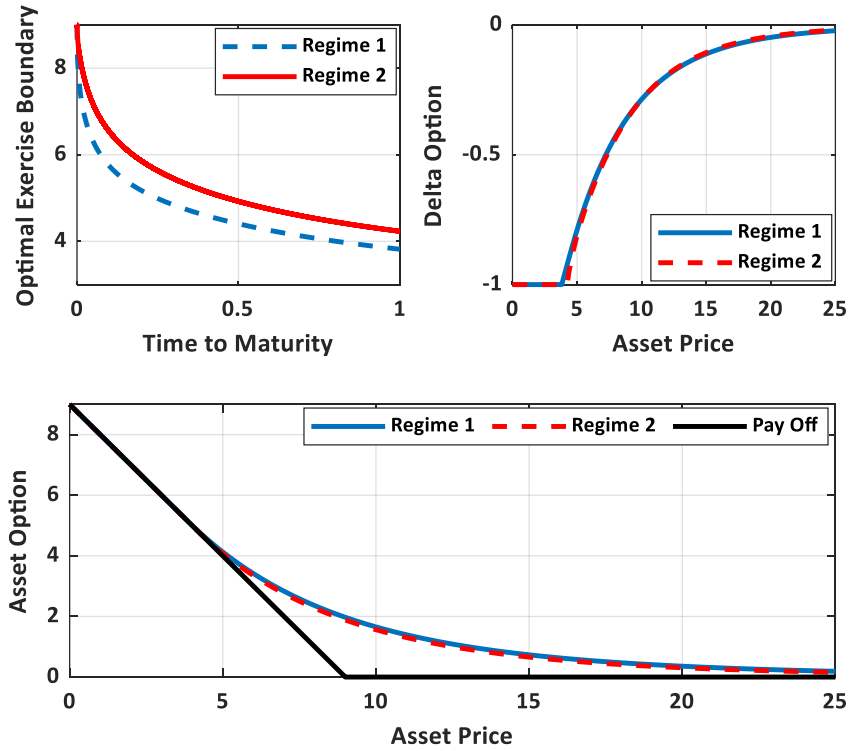 Optimal Exercise Boundary
8
6
4
0
0.5
1
Time to Maturity
Regime 1
Regime 2
Delta Option
0
-0.5
-1
0
5
10
15
20
25
Asset Price
Regime 1
Regime 2
Asset Option
8
6
4
2
0
0
5
10
15
20
25
Asset Price
Regime 1
Regime 2
Pay Off